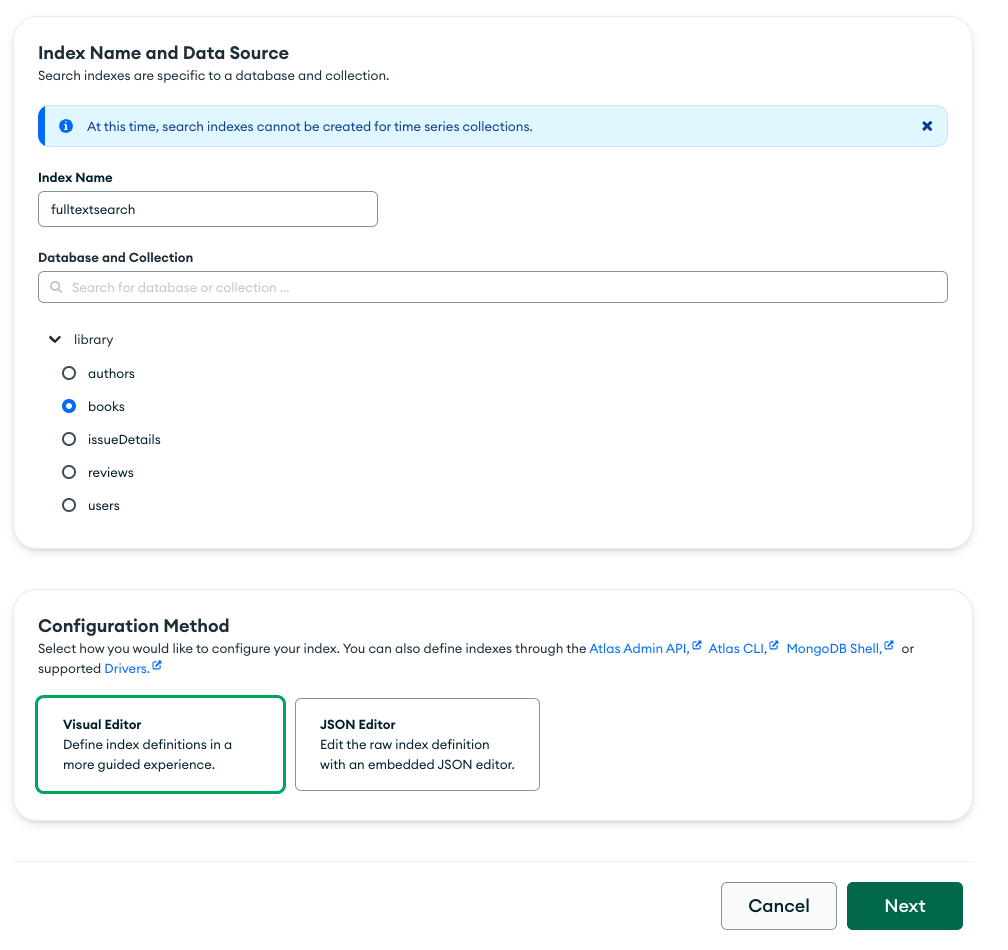 Index Name and Data Source
Search indexes are specific to a database and collection.
At this time, search indexes cannot be created for time series collections.
Index Name
fulltextsearch
Database and Collection
Search for database or collection ...
library
authors
books
issueDetails
reviews
users
Configuration Method
Select how you would like to configure your index. You can also define indexes through the Atlas Admin API, Atlas CLI, MongoDB Shell, or
supported Drivers.
Visual Editor
Define index definitions in a
more guided experience.
JSON Editor
Edit the raw index definition
with an embedded JSON editor.
Cancel
Next